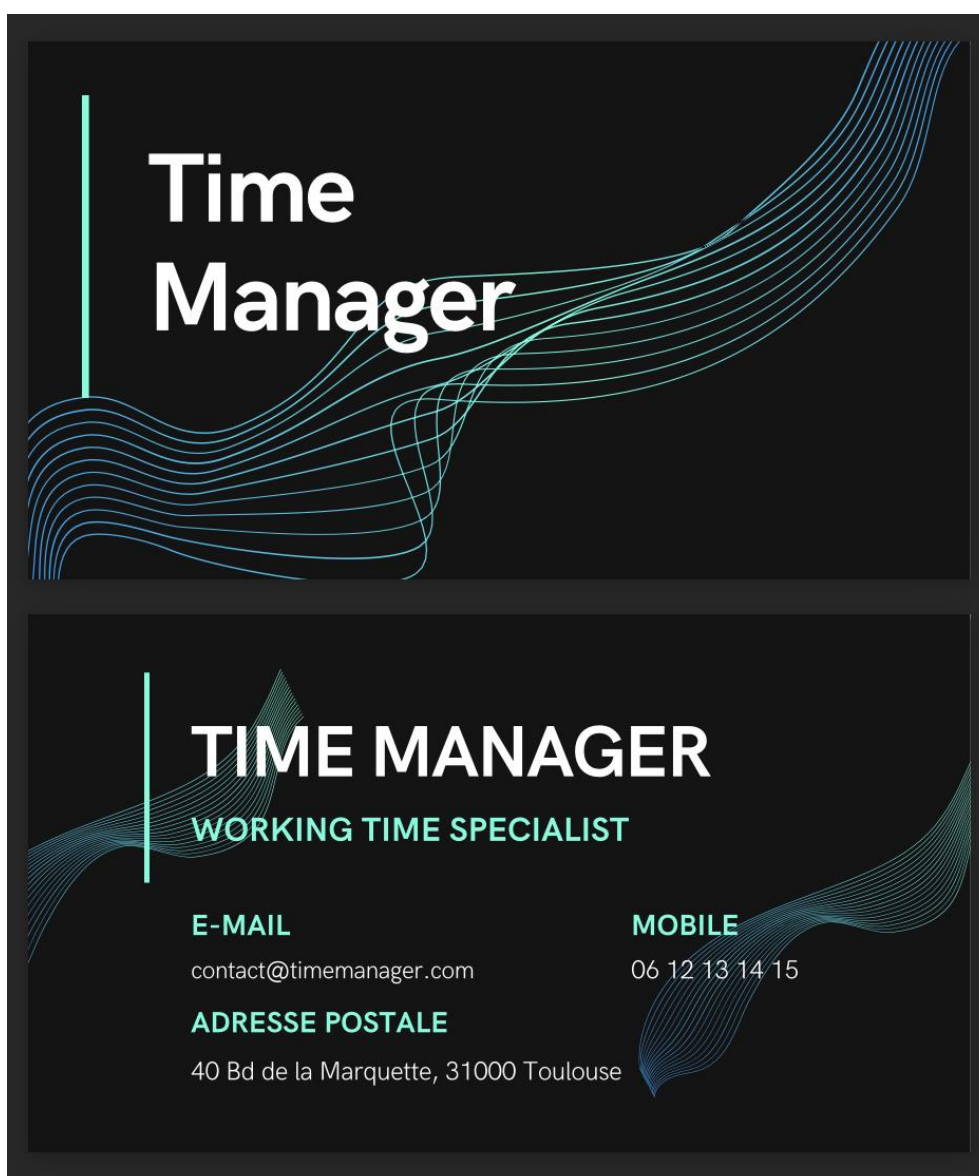 Time
Manager
TIME MANAGER
WORKING TIME SPECIALIST
E-MAIL
contact@timemanager.com
MOBILE
06 12 13 14 15
ADRESSE POSTALE
40 Bd de la Marquette, 31000 Toulouse